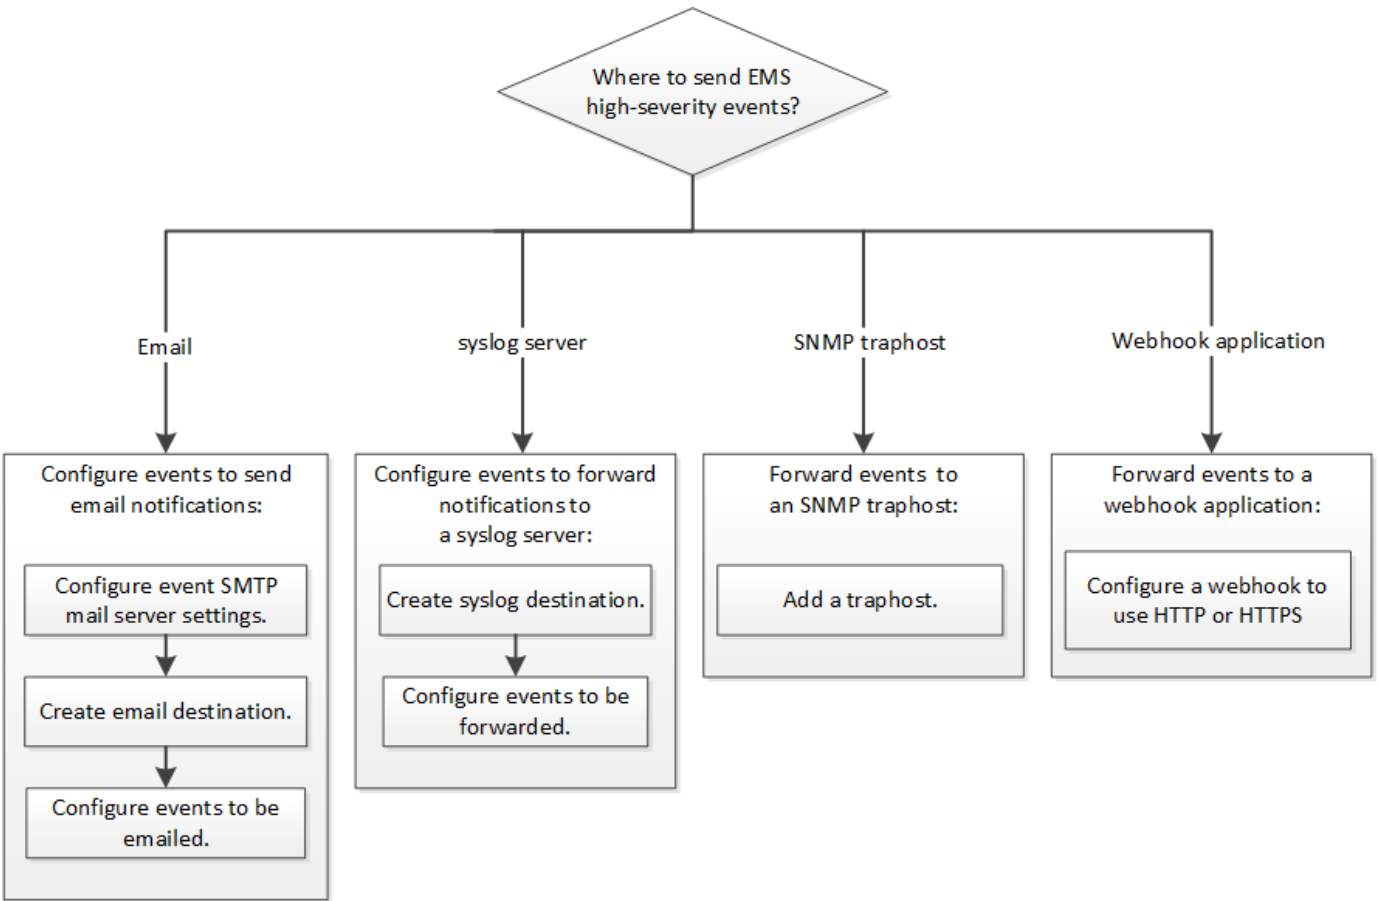 Where to send EMS
high-severity events?
Email
syslog server
SNMP traphost
Webhook application
Configure events to send
email notifications:
Configure event SMTP
mail server settings.
Create email destination.
Configure events to be
emailed.
Configure events to forward
notifications to
a syslog server:
Create syslog destination.
Configure events to be
forwarded.
Forward events to
an SNMP traphost:
Add a traphost.
Forward events to a
webhook application:
Configure a webhook to
use HTTP or HTTPS